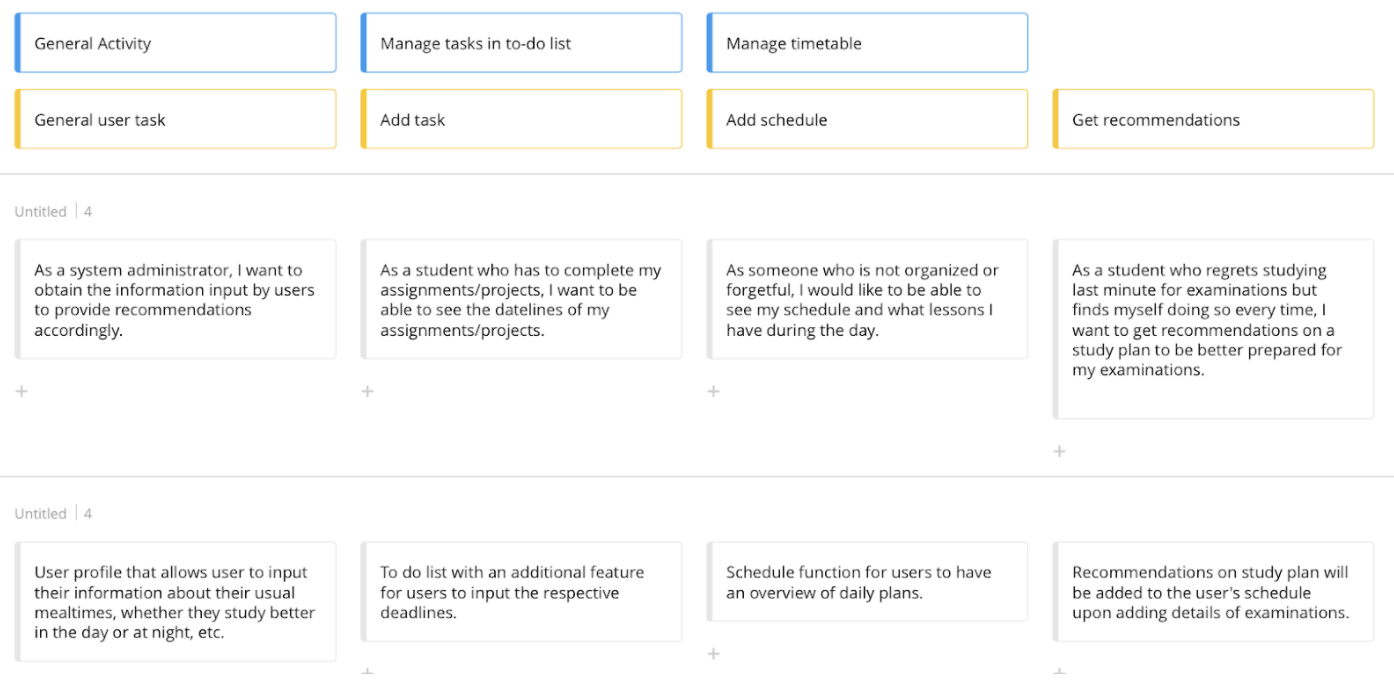 General Activity
Manage tasks in to-do list
Manage timetable
General user task
Add task
Add schedule
Get recommendations
Untitled | 4
As a system administrator, I want to
obtain the information input by users
to provide recommendations
accordingly.
As a student who has to complete my
assignments/projects, I want to be
able to see the datelines of my
assignments/projects.
As someone who is not organized or
forgetful, I would like to be able to
see my schedule and what lessons I
have during the day.
As a student who regrets studying
last minute for examinations but
finds myself doing so every time, I
want to get recommendations on a
study plan to be better prepared for
my examinations.
Untitled | 4
User profile that allows user to input
their information about their usual
mealtimes, whether they study better
in the day or at night, etc.
To do list with an additional feature
for users to input the respective
deadlines.
Schedule function for users to have
an overview of daily plans.
Recommendations on study plan will
be added to the user's schedule
upon adding details of examinations.